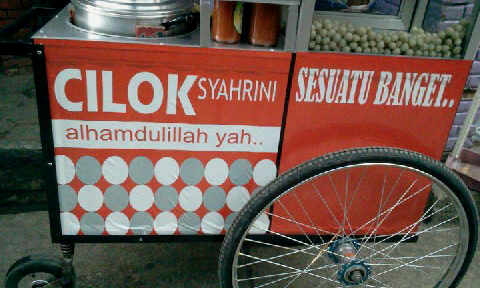 CILOK SYAHRINI
alhamdulillah yah..
SESUATU BANGET..